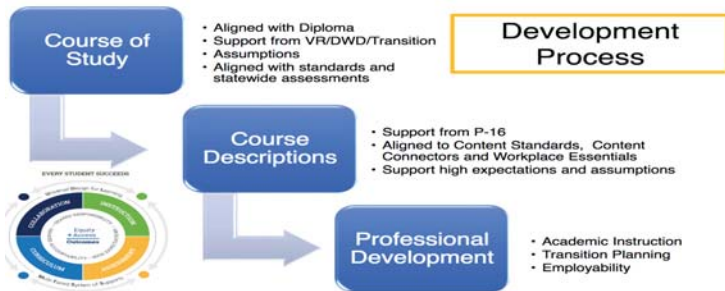 Course of
Study
• Aligned with Diploma
• Support from VR/DWD/Transition
• Assumptions
• Aligned with standards and
statewide assessments
Development
Process
Course
Descriptions
• Support from P-16
• Aligned to Content Standards, Content
Connectors and Workplace Essentials
• Support high expectations and assumptions
EVERY STUDENT SUCCEEDS
COLLABORATION
INSTRUCTION
Equity
Access
CURRICULUM
Professional
Development
• Academic Instruction
• Transition Planning
• Employability